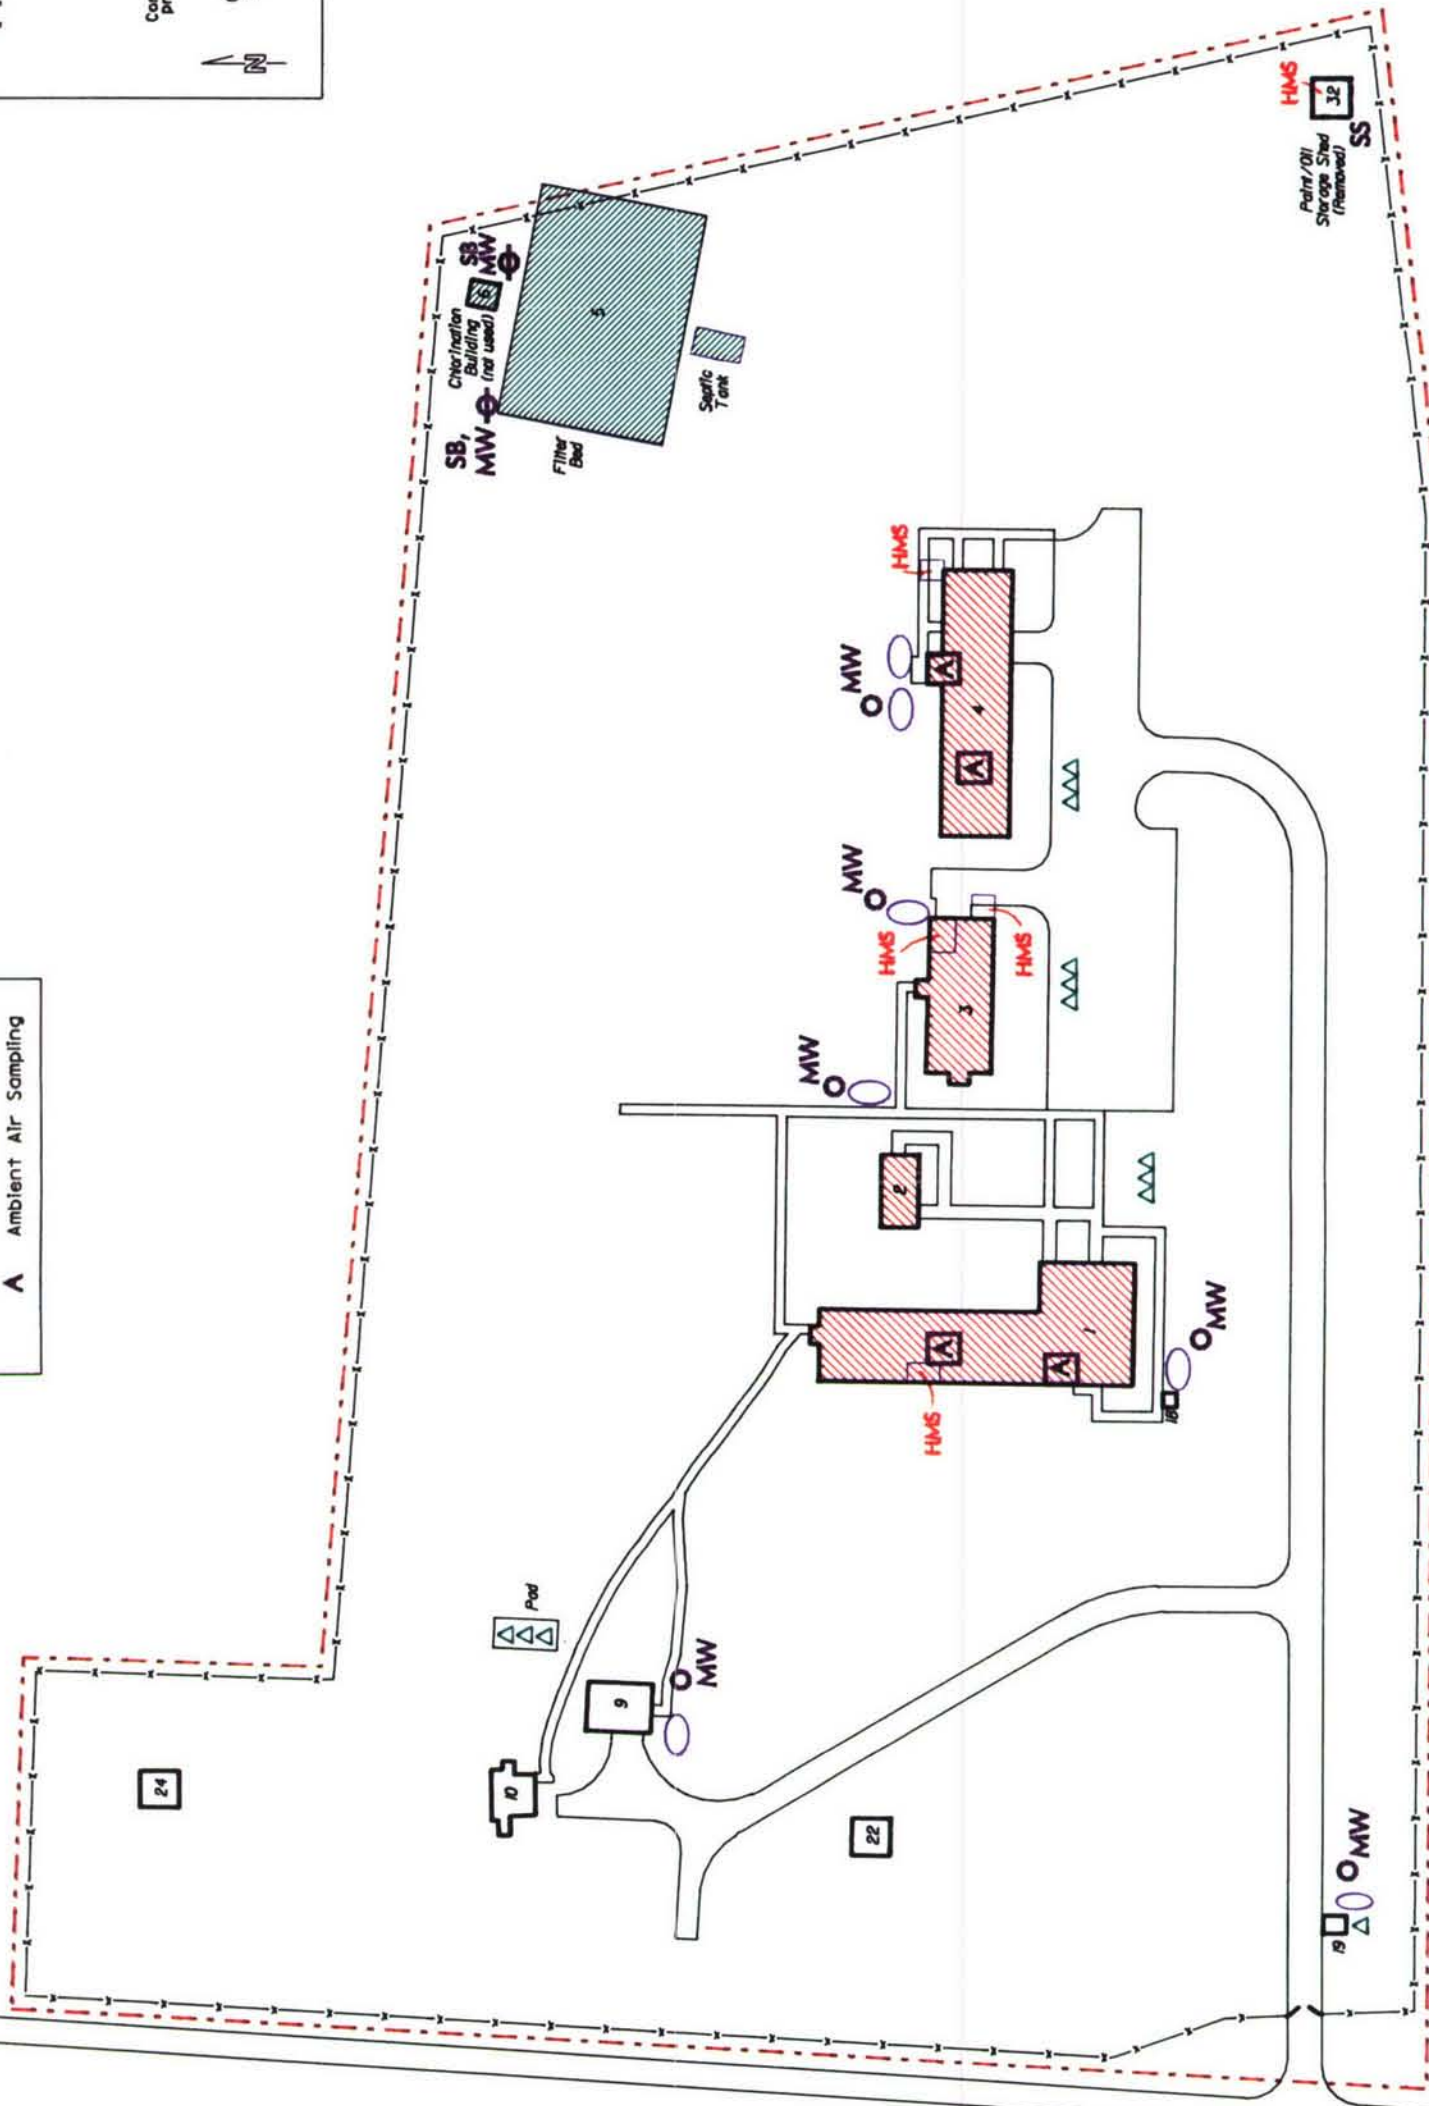 N
A Ambient Air Sampling
HMS
32
Paint/Oil
Storage Shed
(Removed)
SS
SB
MW
6
Chlorination
Building
(not used)
SB,
MW
5
Filter
Bed
Septic
Tank
HMS
MW
A
4
A
MW
HMS
HMS
3
MW
2
A
1
A
HMS
MW
18
Pad
9
MW
10
24
22
MW
19